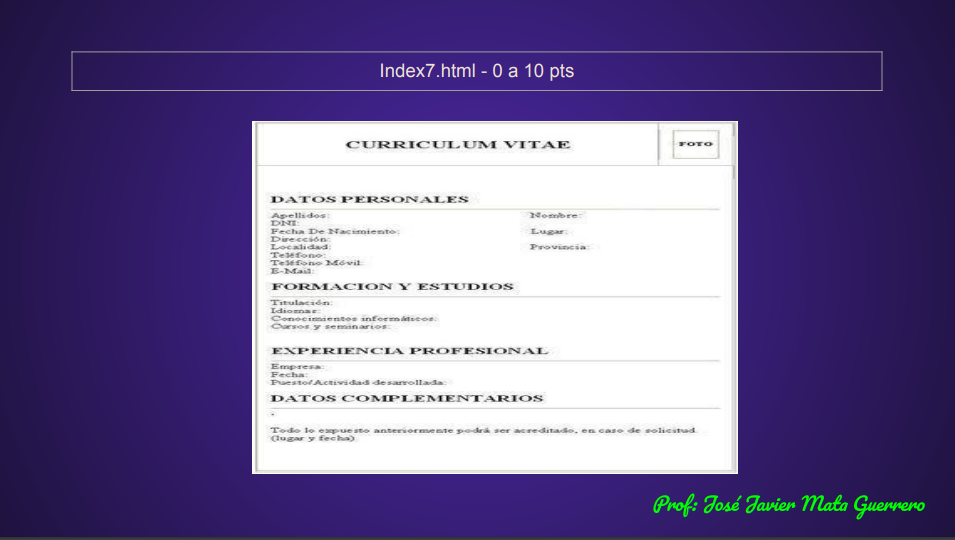 Index7.html - 0 a 10 pts
CURRICULUM VITAE
FOTO
DATOS PERSONALES
Apellidos: Nombre:
DNI:
Fecha De Nacimiento: Lugar:
Dirección:
Localidad: Provincia:
Teléfono:
Teléfono Móvil:
E-Mail:
FORMACION Y ESTUDIOS
Titulación:
Idiomas:
Conocimientos informáticos:
Cursos y seminarios:
EXPERIENCIA PROFESIONAL
Empresa:
Fecha:
Puesto/Actividad desarrollada:
DATOS COMPLEMENTARIOS
.
Todo lo expuesto anteriormente podrá ser acreditado, en caso de solicitud.
(lugar y fecha)
Prof: José Javier Mata Guerrero